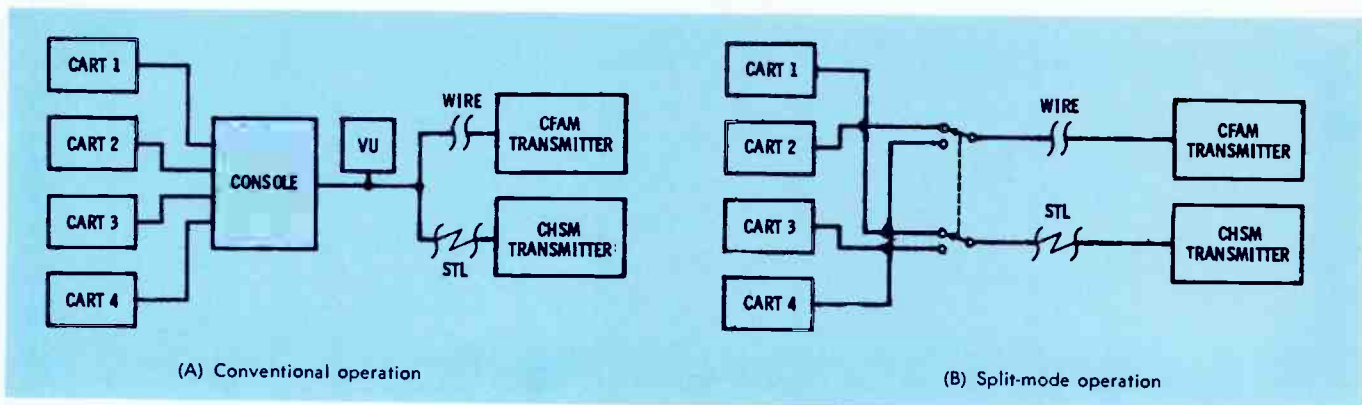 CART 1
CART 2
CART 3
CART 4
CONSOLE
VU
WIRE
STL
CFAM
TRANSMITTER
CHSM
TRANSMITTER
(A) Conventional operation
CART 1
CART 2
CART 3
CART 4
WIRE
STL
CFAM
TRANSMITTER
CHSM
TRANSMITTER
(B) Split-mode operation